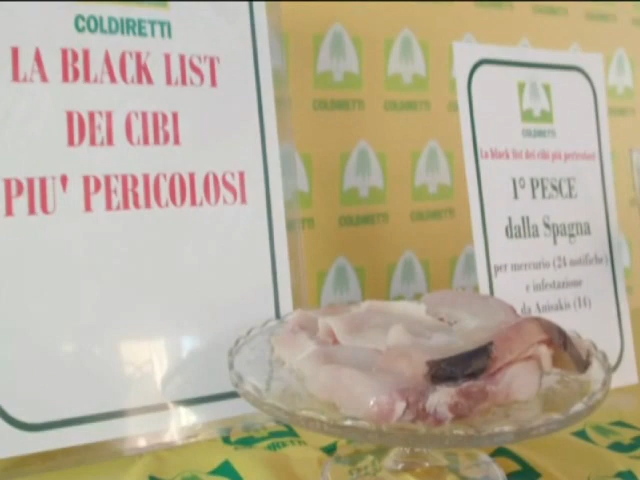 COLDIRETTI
LA BLACK LIST
DEI CIBI
PIU' PERICOLOSI
COLDIRETTI
La black list dei cibi più pericolosi
1° PESCE
dalla Spagna
per mercurio (24 notifiche)
e infestazione
da Anisakis (14)
COLDIRETTI
COLDIRETTI
COLDIRETTI
COLDIRETTI